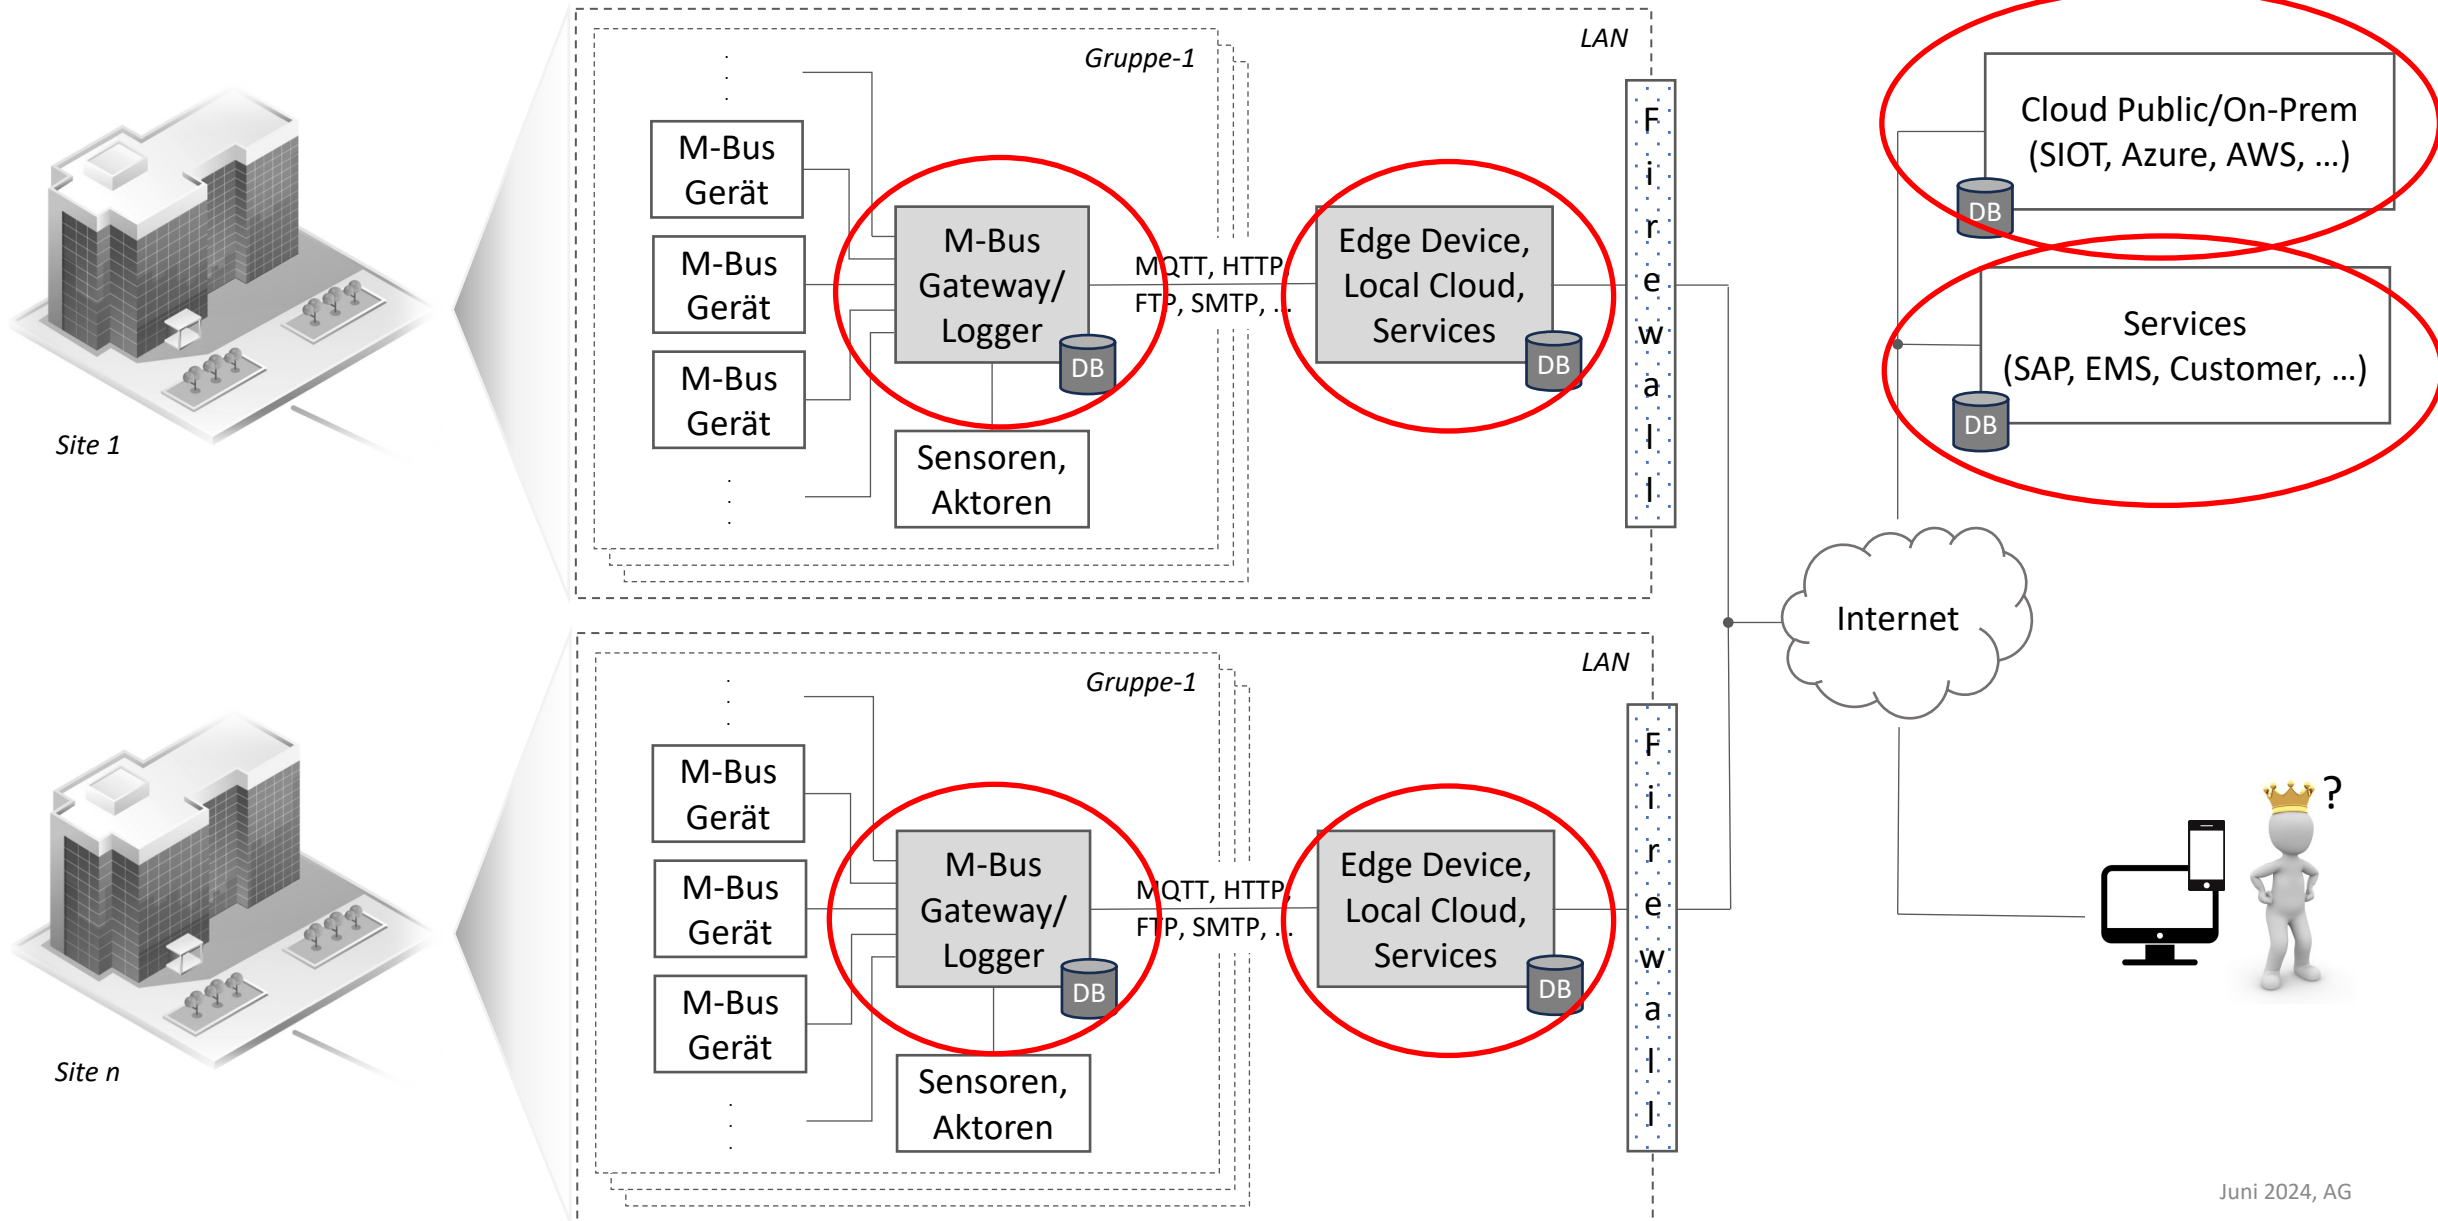 LAN
Gruppe-1
M-Bus
Gerät
M-Bus
Gerät
M-Bus
Gerät
M-Bus
Gateway/
Logger
DB
Sensoren,
Aktoren
MQTT, HTTP,
FTP, SMTP, ...
Edge Device,
Local Cloud,
Services
DB
Firewall
Site 1
Cloud Public/On-Prem
(SIOT, Azure, AWS, ...)
DB
Services
(SAP, EMS, Customer, ...)
DB
Internet
LAN
Gruppe-1
M-Bus
Gerät
M-Bus
Gerät
M-Bus
Gerät
M-Bus
Gateway/
Logger
DB
Sensoren,
Aktoren
MQTT, HTTP,
FTP, SMTP, ...
Edge Device,
Local Cloud,
Services
DB
Firewall
Site n
?
Juni 2024, AG